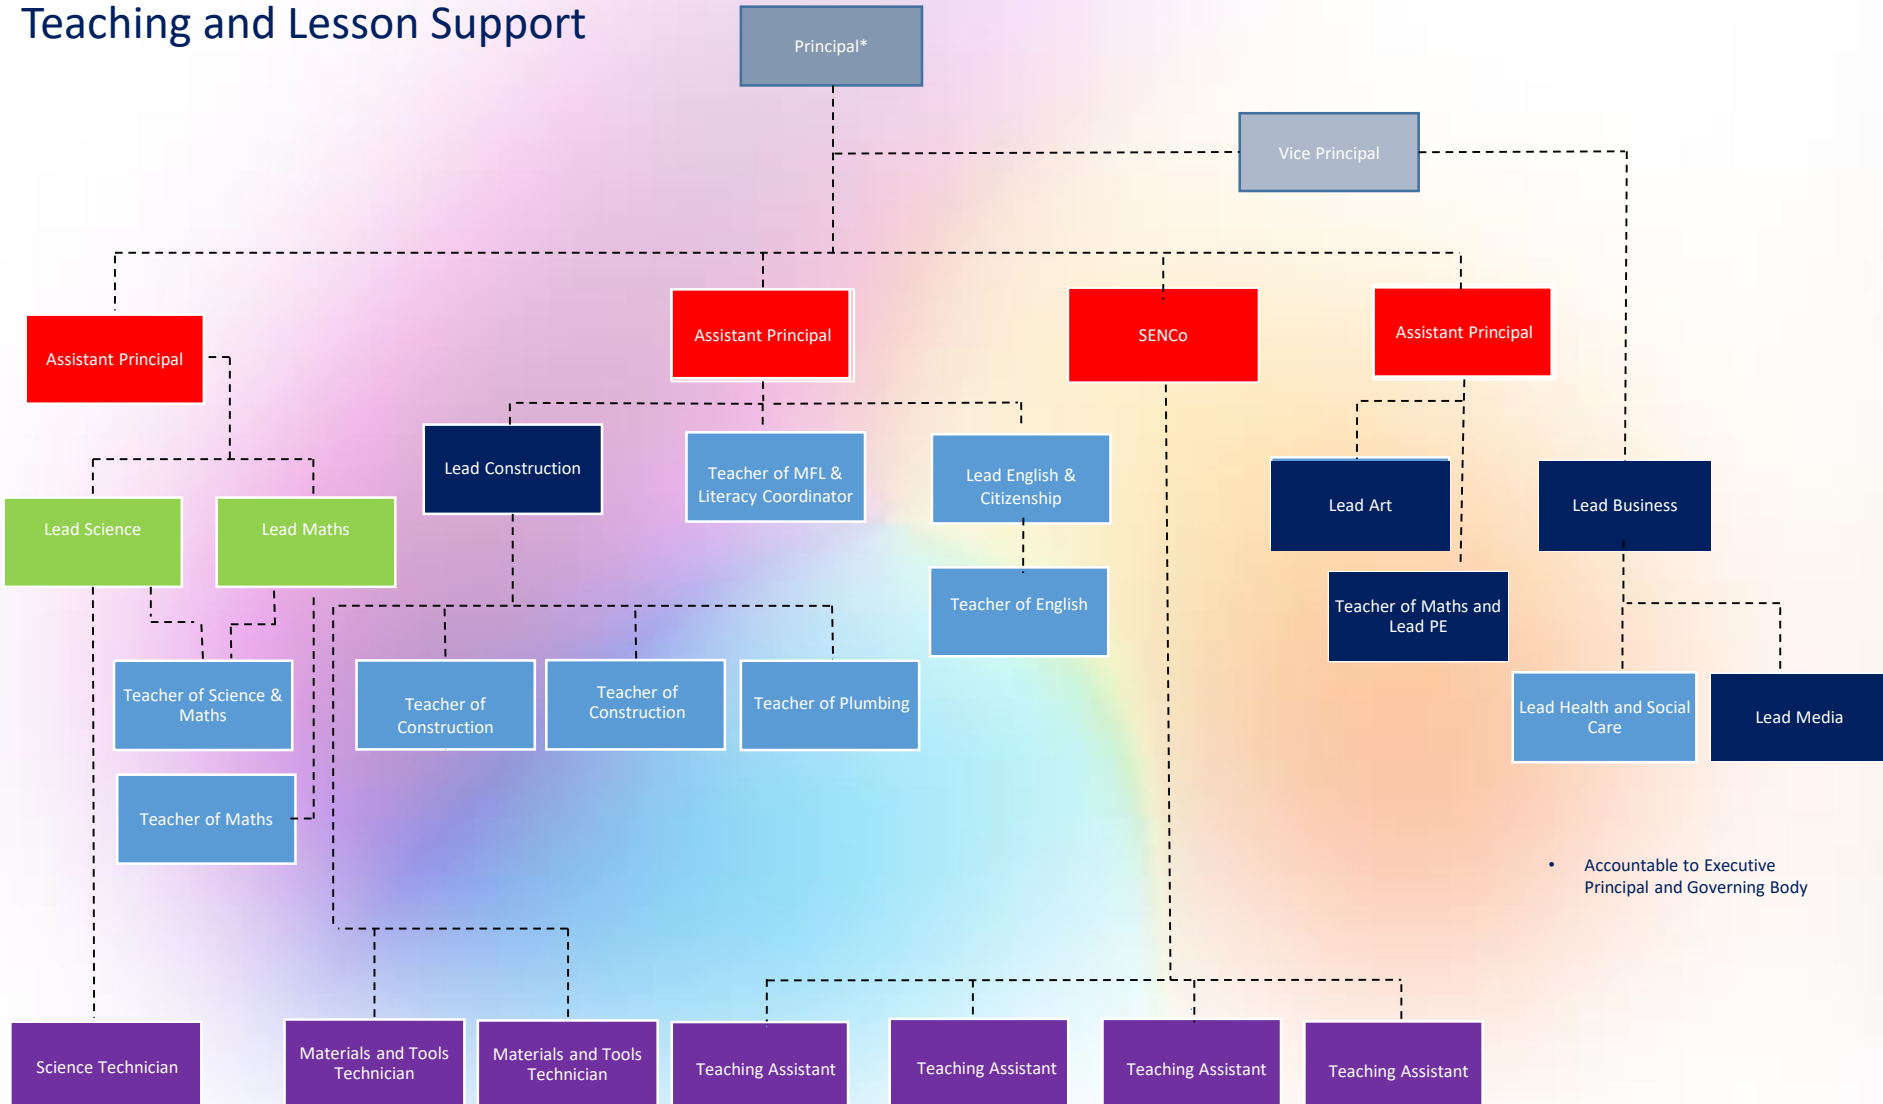 Teaching and Lesson Support
Principal*
Vice Principal
Assistant Principal
Assistant Principal
SENCo
Assistant Principal
Lead Science
Lead Maths
Lead Construction
Teacher of MFL &
Literacy Coordinator
Lead English &
Citizenship
Lead Art
Lead Business
Teacher of English
Teacher of Maths and
Lead PE
Teacher of Science &
Maths
Teacher of
Construction
Teacher of
Construction
Teacher of Plumbing
Lead Health and Social
Care
Lead Media
Teacher of Maths
• Accountable to Executive
Principal and Governing Body
Science Technician
Materials and Tools
Technician
Materials and Tools
Technician
Teaching Assistant
Teaching Assistant
Teaching Assistant
Teaching Assistant